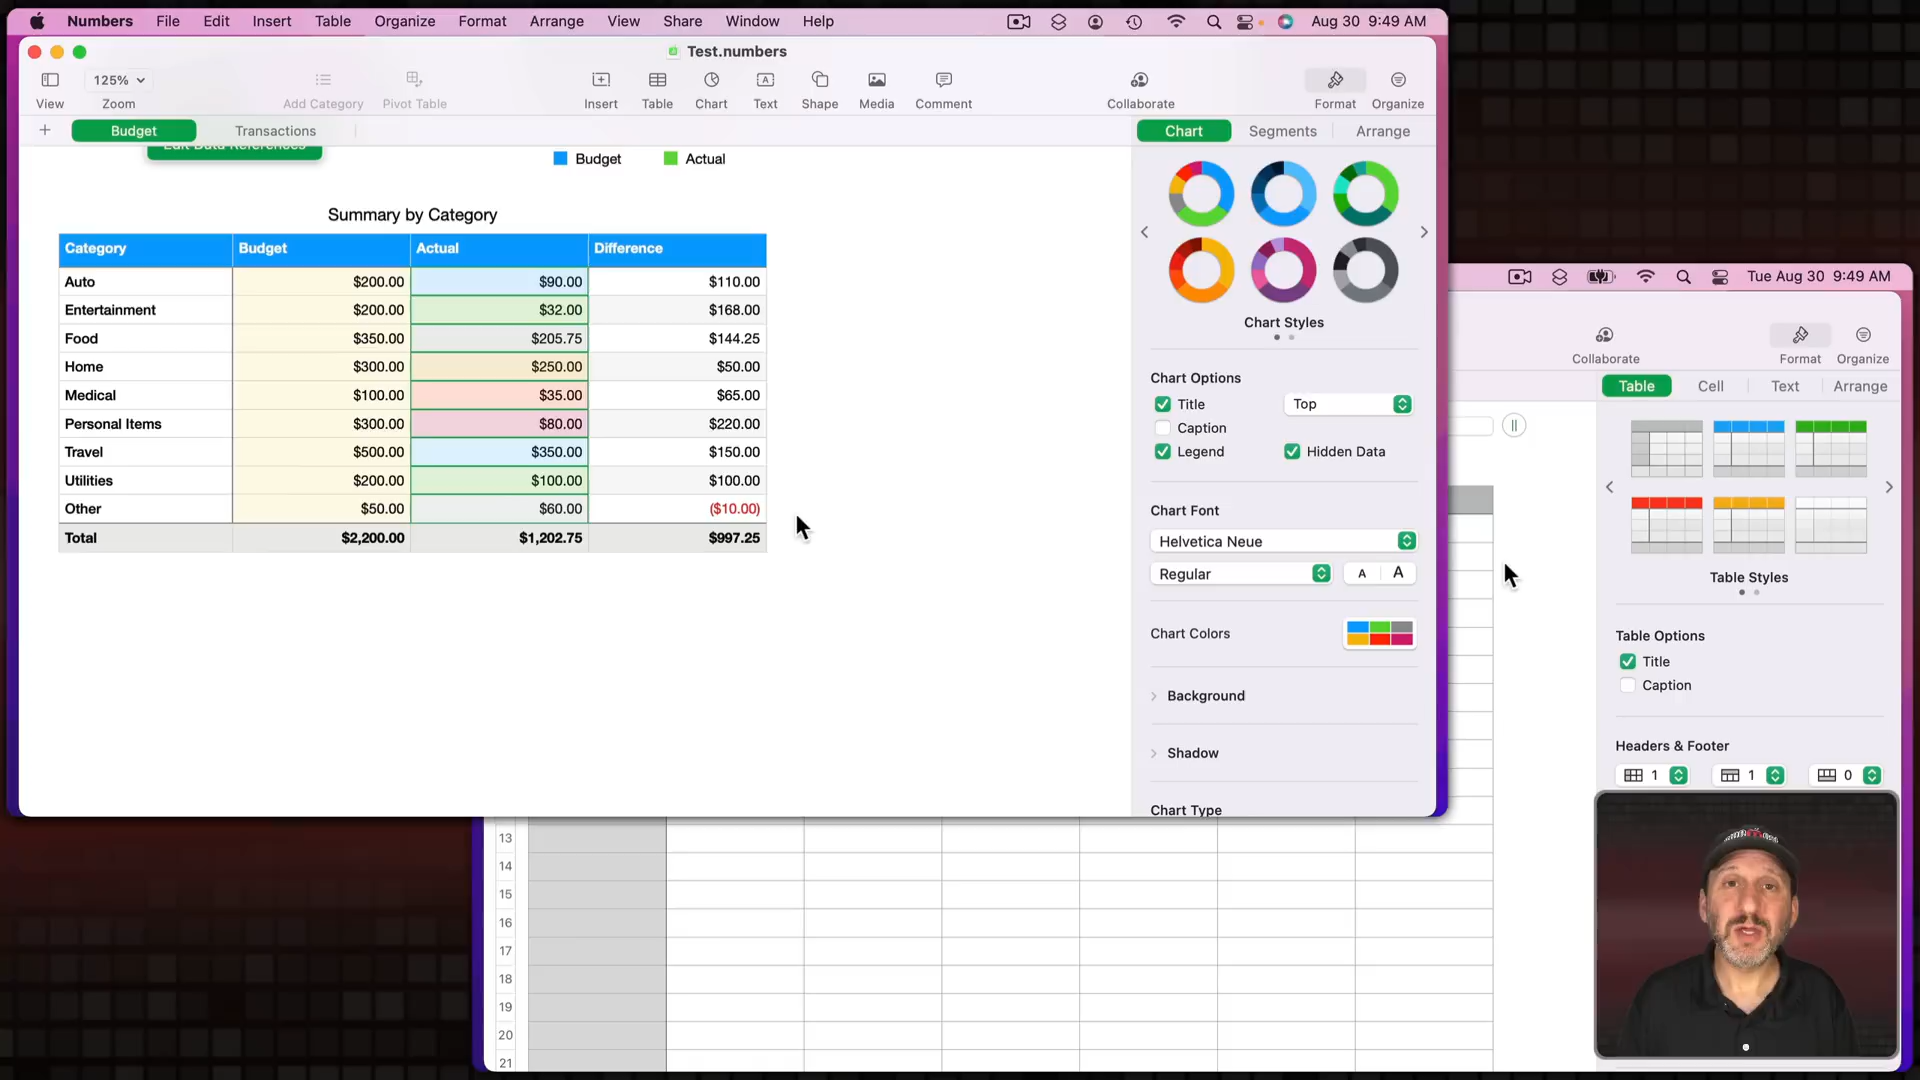 Numbers File Edit Insert Table Organize Format Arrange View Share Window Help Aug 30 9:49 AM
Test.numbers
125%
View Zoom Add Category Pivot Table Insert Table Chart Text Shape Media Comment Collaborate Format Organize
Budget Transactions
Chart Segments Arrange
Edit Data References
Budget Actual
Summary by Category
Category Budget Actual Difference
Auto $200.00 $90.00 $110.00
Entertainment $200.00 $32.00 $168.00
Food $350.00 $205.75 $144.25
Home $300.00 $250.00 $50.00
Medical $100.00 $35.00 $65.00
Personal Items $300.00 $80.00 $220.00
Travel $500.00 $350.00 $150.00
Utilities $200.00 $100.00 $100.00
Other $50.00 $60.00 ($10.00)
Total $2,200.00 $1,202.75 $997.25
Chart Styles
Chart Options
Title Top
Caption
Legend Hidden Data
Chart Font
Helvetica Neue
Regular A A
Chart Colors
Background
Shadow
Chart Type
Tue Aug 30 9:49 AM
Collaborate Format Organize
Table Cell Text Arrange
Table Styles
Table Options
Title
Caption
Headers & Footer
1 1 0
13
14
15
16
17
18
19
20
21